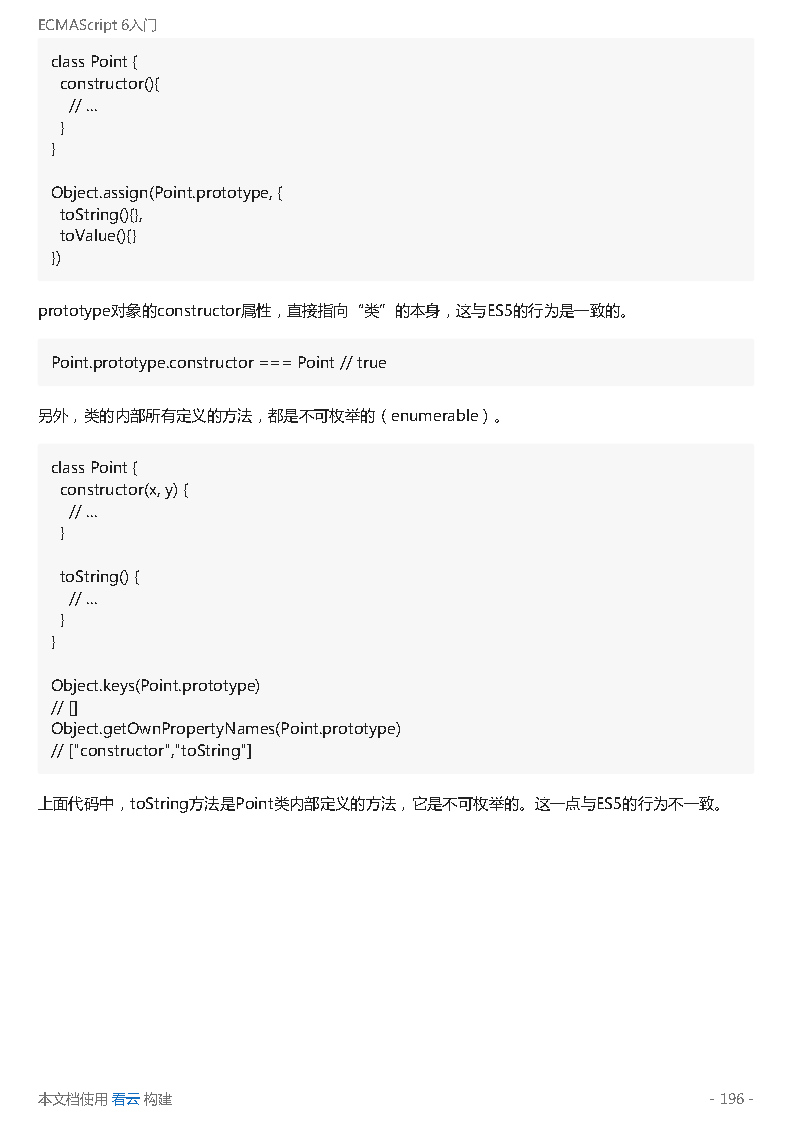 ECMAScript 6入门
class Point {
  constructor(){
    // ...
  }
}

Object.assign(Point.prototype, {
  toString(){},
  toValue(){}
})
prototype对象的constructor属性，直接指向“类”的本身，这与ES5的行为是一致的。
Point.prototype.constructor === Point // true
另外，类的内部所有定义的方法，都是不可枚举的（enumerable）。
class Point {
  constructor(x, y) {
    // ...
  }

  toString() {
    // ...
  }
}

Object.keys(Point.prototype)
// []
Object.getOwnPropertyNames(Point.prototype)
// ["constructor","toString"]
上面代码中，toString方法是Point类内部定义的方法，它是不可枚举的。这一点与ES5的行为不一致。
本文档使用 看云 构建
- 196 -